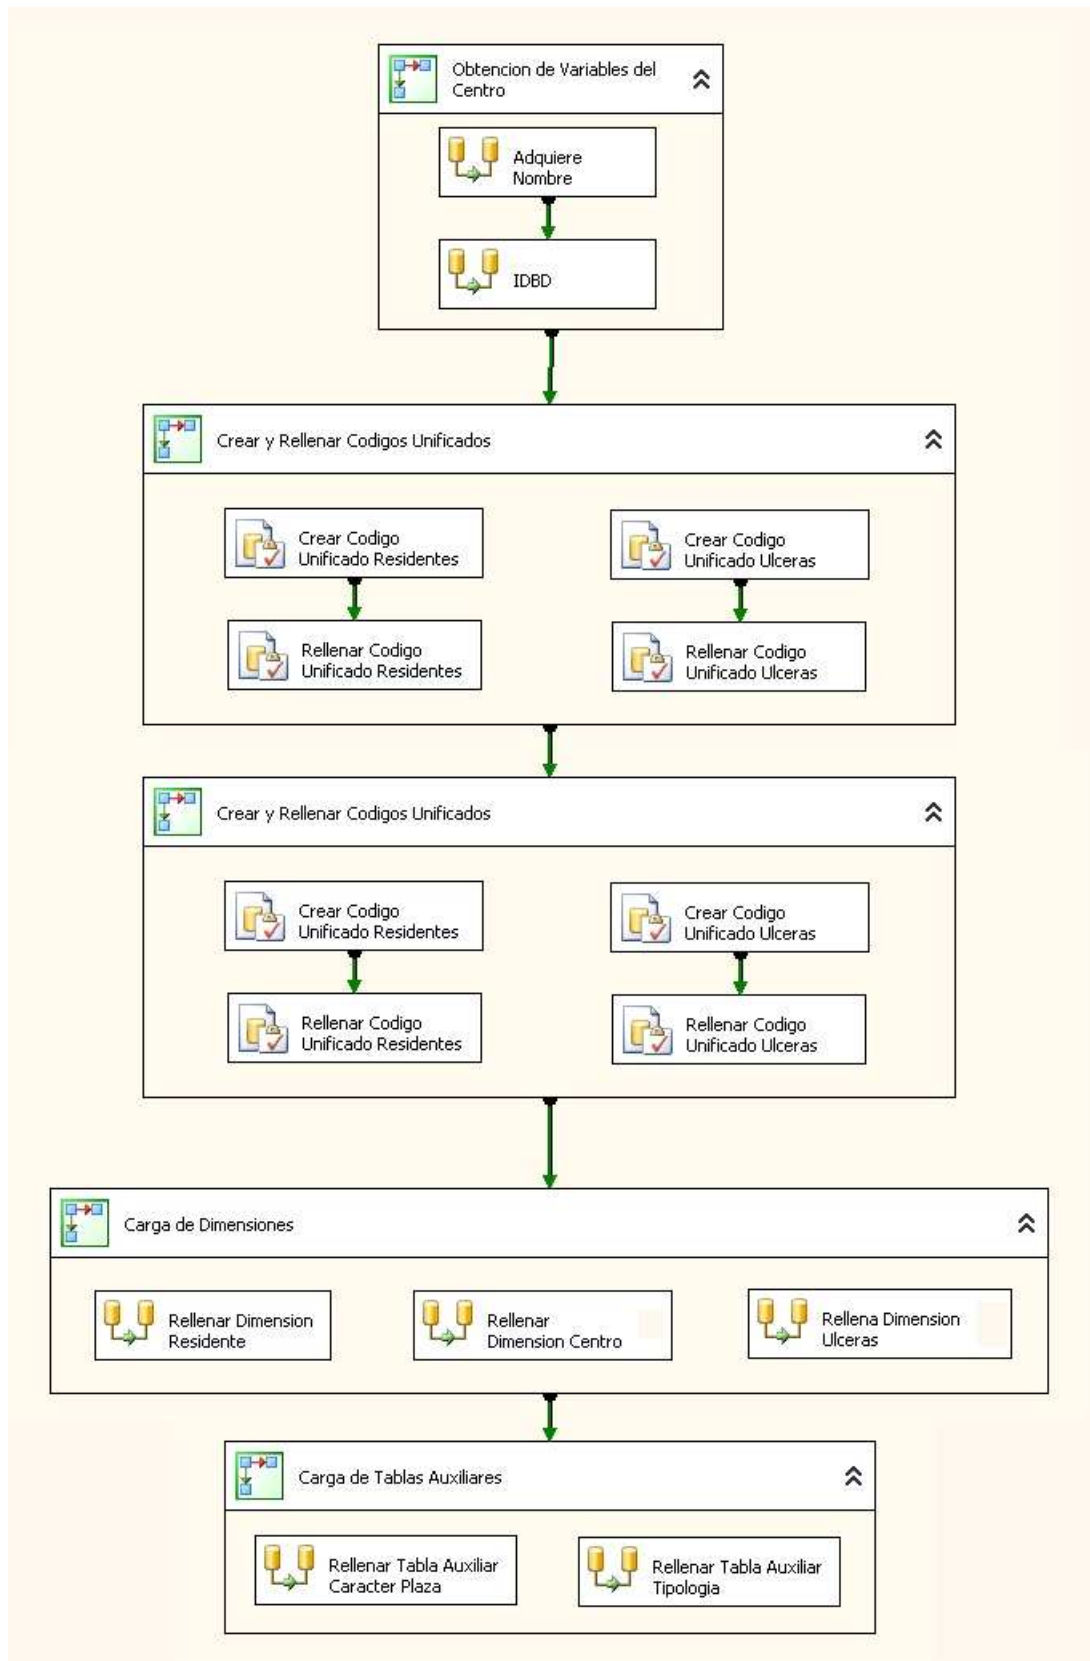 Obtencion de Variables del
Centro
Adquiere
Nombre
IDBD
Crear y Rellenar Codigos Unificados
Crear Codigo
Unificado Residentes
Crear Codigo
Unificado Ulceras
Rellenar Codigo
Unificado Residentes
Rellenar Codigo
Unificado Ulceras
Crear y Rellenar Codigos Unificados
Crear Codigo
Unificado Residentes
Crear Codigo
Unificado Ulceras
Rellenar Codigo
Unificado Residentes
Rellenar Codigo
Unificado Ulceras
Carga de Dimensiones
Rellenar Dimension
Residente
Rellenar
Dimension Centro
Rellena Dimension
Ulceras
Carga de Tablas Auxiliares
Rellenar Tabla Auxiliar
Caracter Plaza
Rellenar Tabla Auxiliar
Tipologia